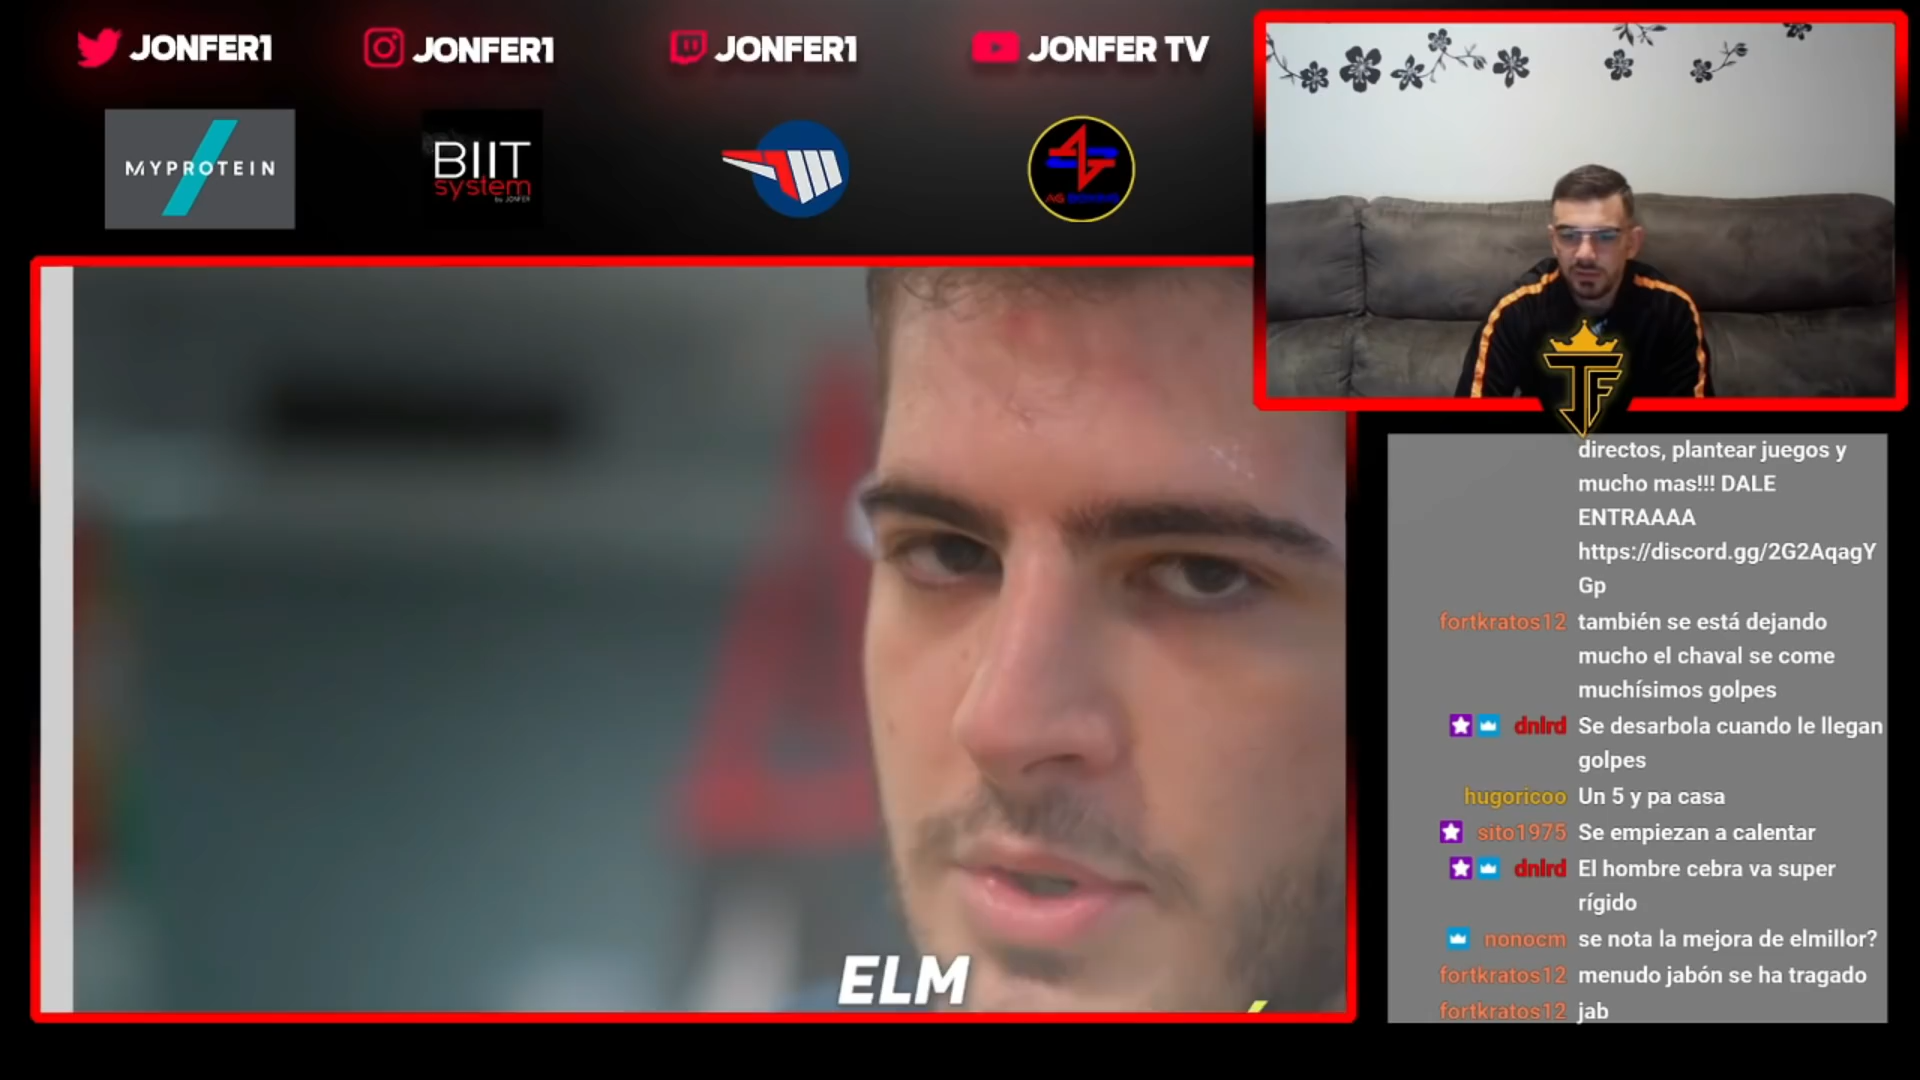 JONFER1
JONFER1
JONFER1
JONFER TV
MYPROTEIN
BIIT
system
by JONFER
JF
directos, plantear juegos y
mucho mas!!! DALE
ENTRAAAA
https://discord.gg/2G2AqagY
Gp
fortkratos12 también se está dejando
mucho el chaval se come
muchísimos golpes
dnlrd Se desarbola cuando le llegan
golpes
hugoricoo Un 5 y pa casa
sito1975 Se empiezan a calentar
dnlrd El hombre cebra va super
rígido
nonocm se nota la mejora de elmillor?
fortkratos12 menudo jabón se ha tragado
fortkratos12 jab
ELM